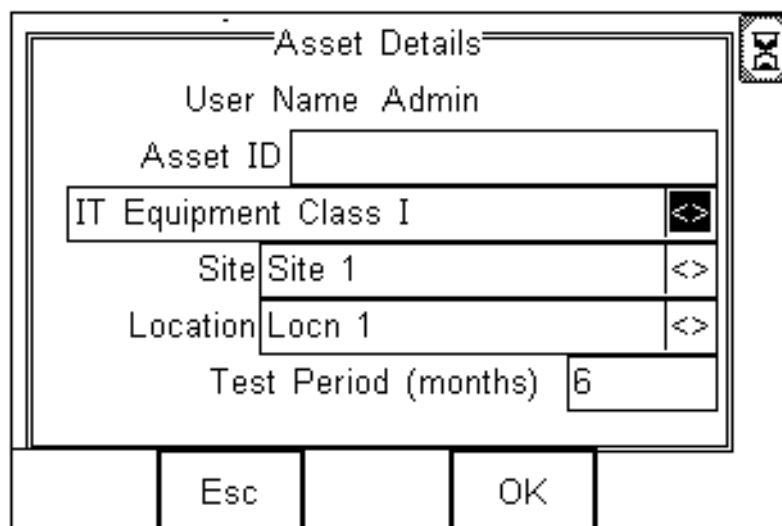 Asset Details
User Name Admin
Asset ID
IT Equipment Class I <>
Site Site 1 <>
Location Locn 1 <>
Test Period (months) 6
Esc OK